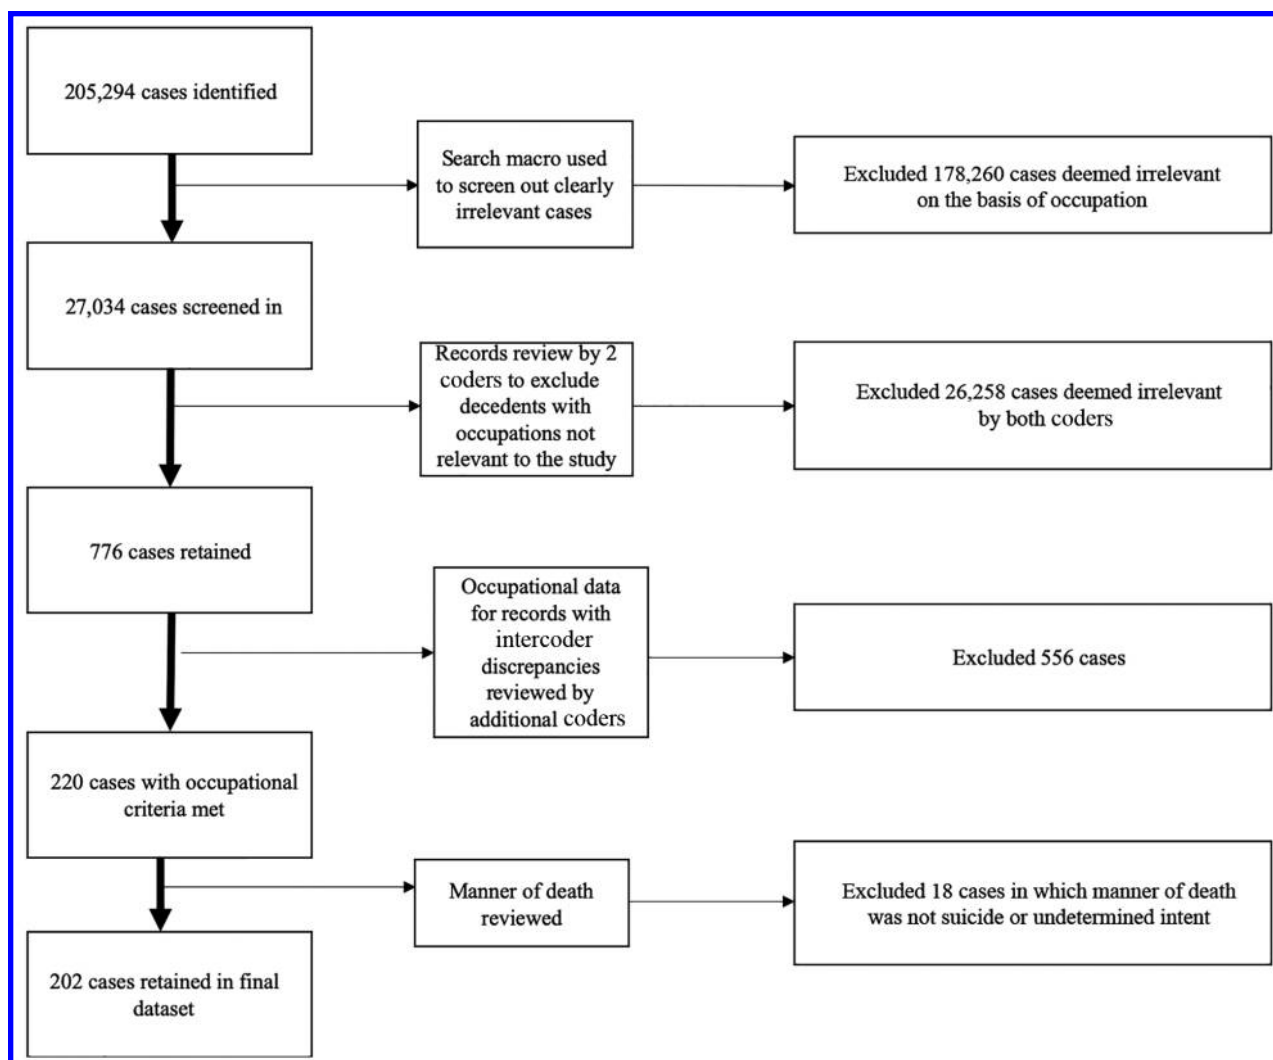 205,294 cases identified
Search macro used
to screen out clearly
irrelevant cases
Excluded 178,260 cases deemed irrelevant
on the basis of occupation
27,034 cases screened in
Records review by 2
coders to exclude
decedents with
occupations not
relevant to the study
Excluded 26,258 cases deemed irrelevant
by both coders
776 cases retained
Occupational data
for records with
intercoder
discrepancies
reviewed by
additional coders
Excluded 556 cases
220 cases with occupational
criteria met
Manner of death
reviewed
Excluded 18 cases in which manner of death
was not suicide or undetermined intent
202 cases retained in final
dataset